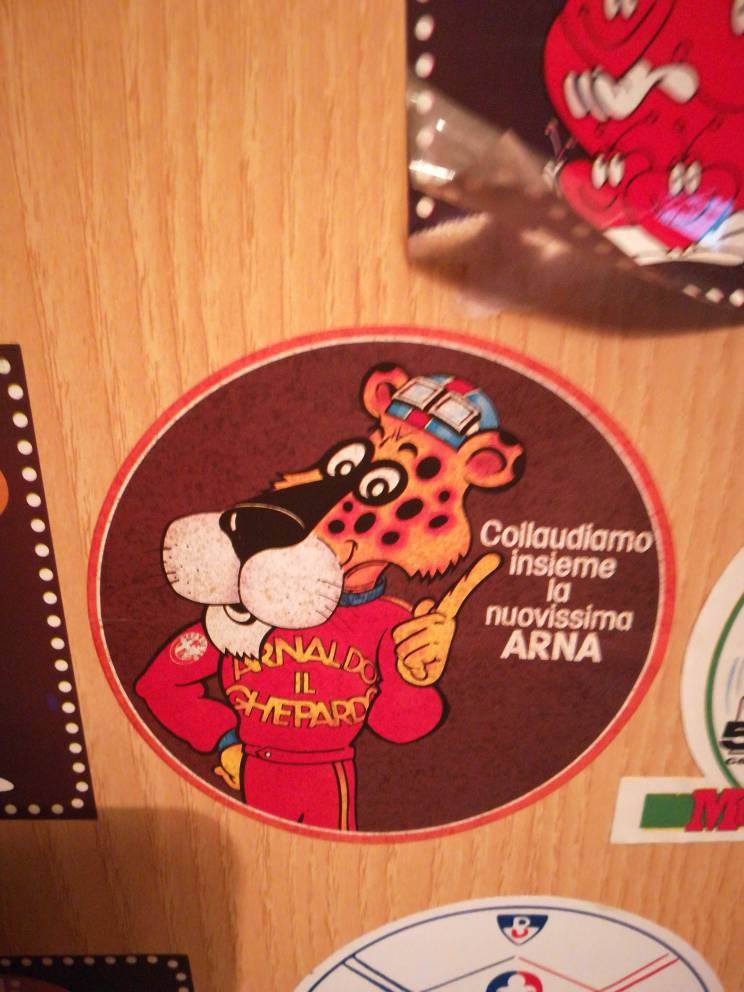 Collaudiamo
insieme
la
nuovissima
ARNA
ARNALDO
IL
GHEPARDO